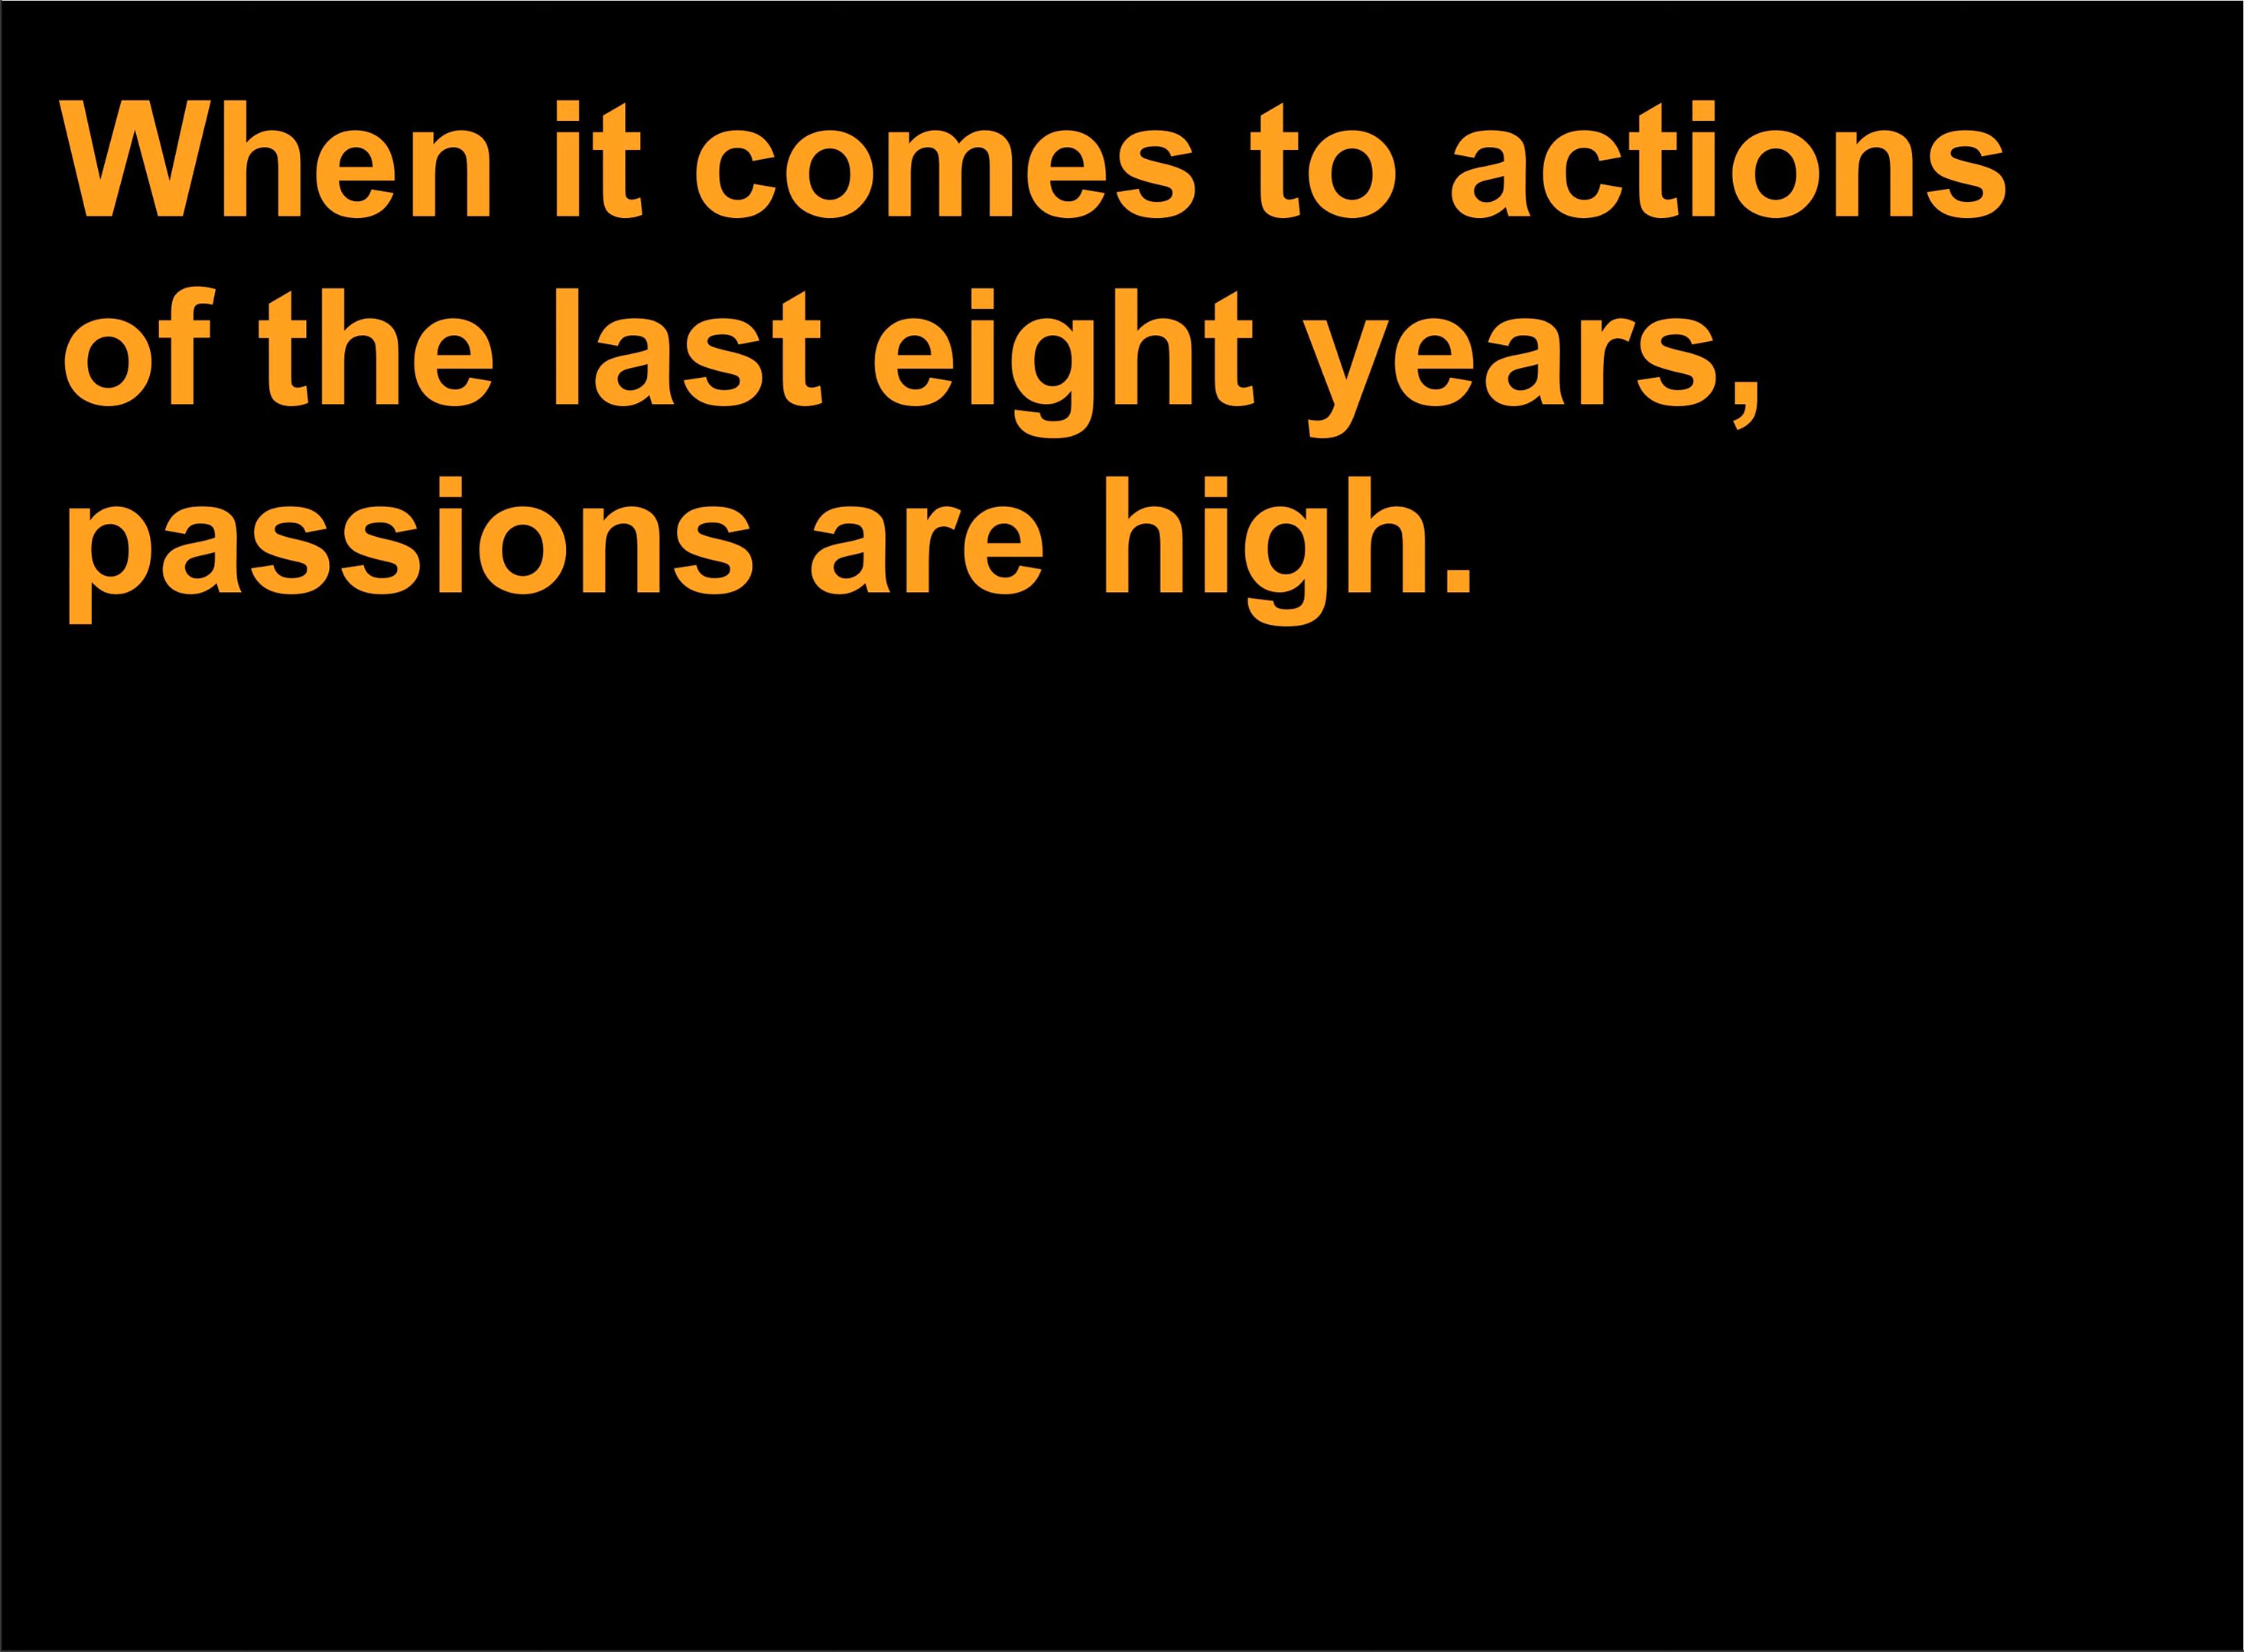 When it comes to actions
of the last eight years,
passions are high.